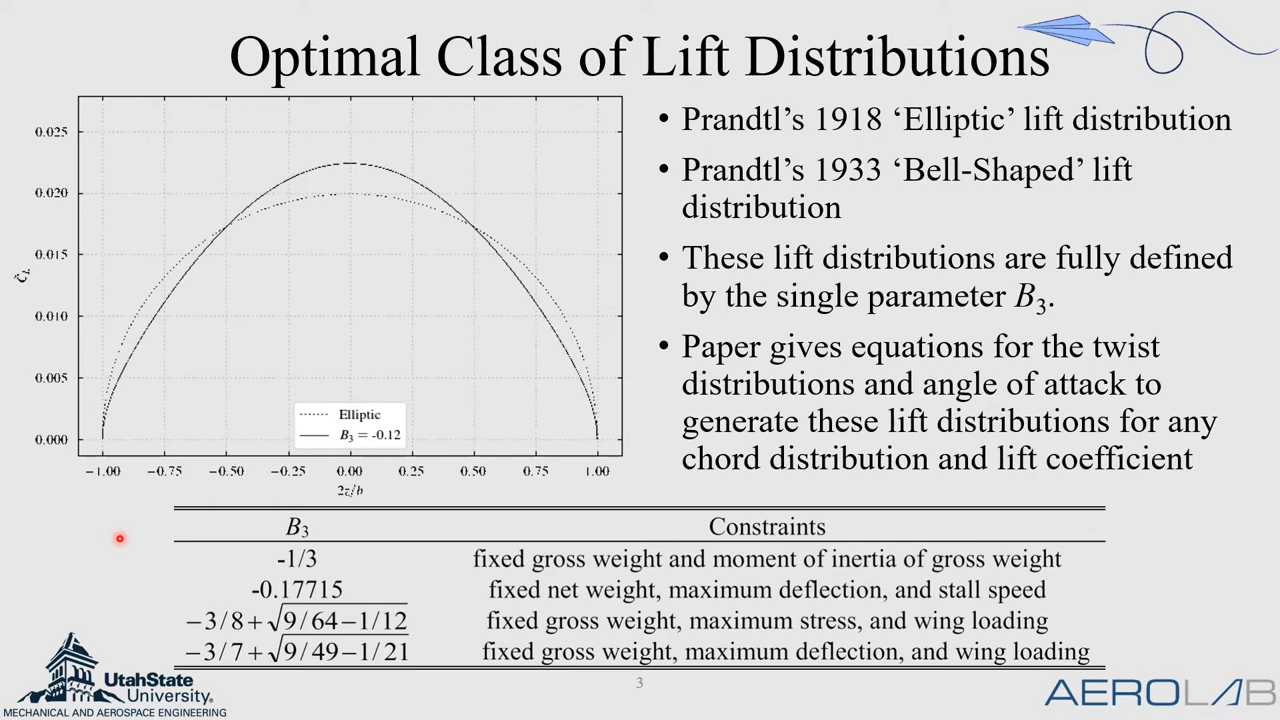 Optimal Class of Lift Distributions
0.025
0.020
0.015
0.010
0.005
0.000
c̃_L
−1.00 −0.75 −0.50 −0.25 0.00 0.25 0.50 0.75 1.00
2z/b
Elliptic
B₃ = -0.12
• Prandtl’s 1918 ‘Elliptic’ lift distribution
• Prandtl’s 1933 ‘Bell-Shaped’ lift
distribution
• These lift distributions are fully defined
by the single parameter B₃.
• Paper gives equations for the twist
distributions and angle of attack to
generate these lift distributions for any
chord distribution and lift coefficient
B₃ Constraints
-1/3 fixed gross weight and moment of inertia of gross weight
-0.17715 fixed net weight, maximum deflection, and stall speed
−3/8+√9/64−1/12 fixed gross weight, maximum stress, and wing loading
−3/7+√9/49−1/21 fixed gross weight, maximum deflection, and wing loading
UtahState
University.
MECHANICAL AND AEROSPACE ENGINEERING
3
AEROLAB